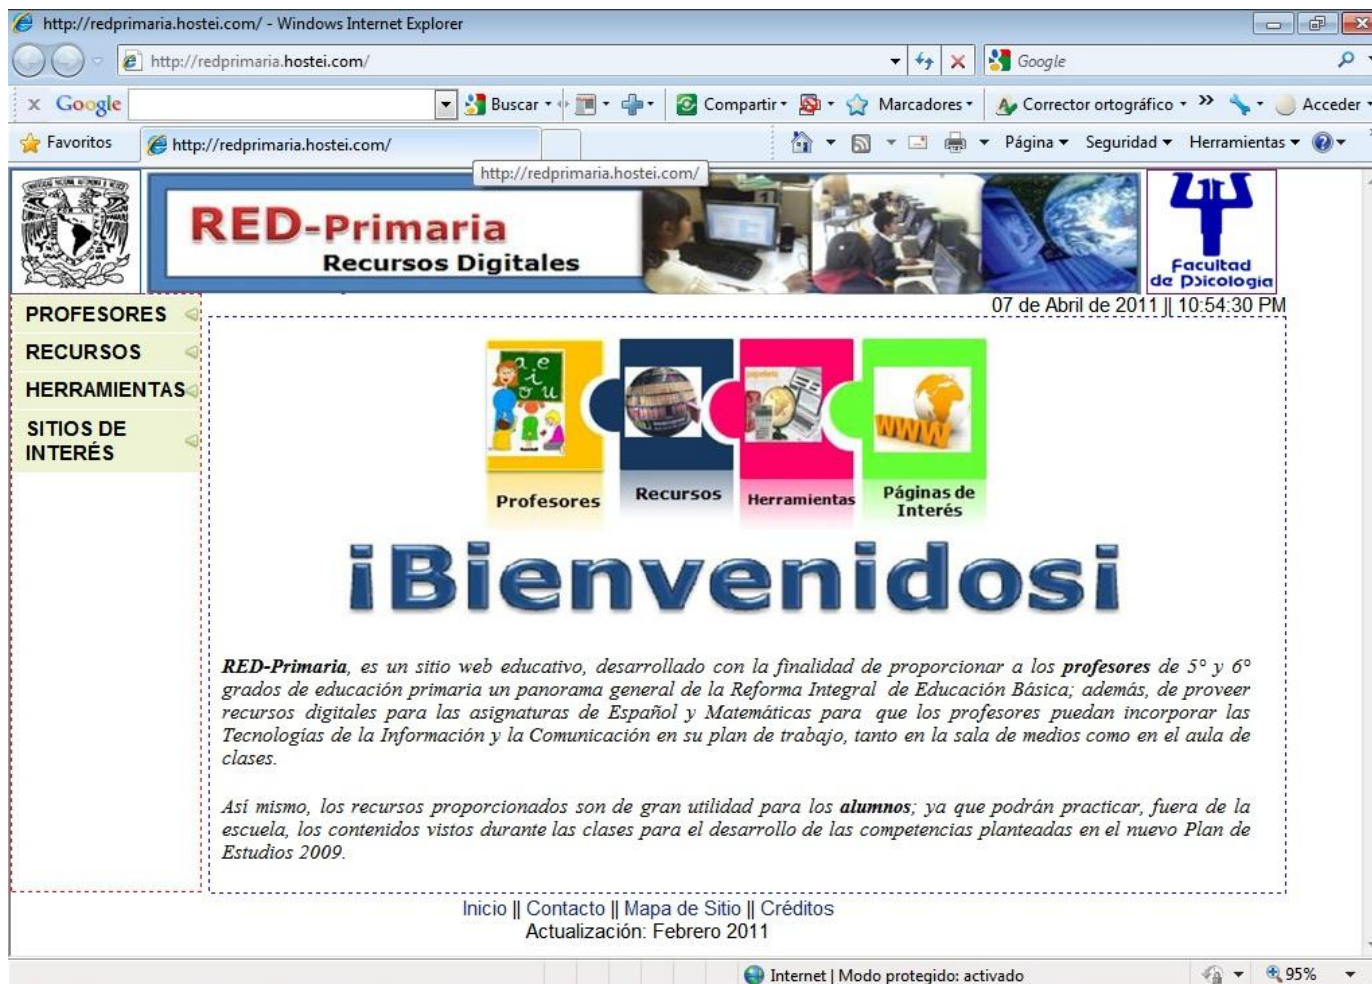 http://redprimaria.hostei.com/ - Windows Internet Explorer
http://redprimaria.hostei.com/
Google
x Google
Buscar
Compartir
Marcadores
Corrector ortográfico
Acceder
Favoritos
http://redprimaria.hostei.com/
Página
Seguridad
Herramientas
http://redprimaria.hostei.com/
RED-Primaria
Recursos Digitales
Facultad
de Psicología
07 de Abril de 2011 || 10:54:30 PM
PROFESORES
RECURSOS
HERRAMIENTAS
SITIOS DE
INTERÉS
a e
i
o u
papelería
WWW
Profesores
Recursos
Herramientas
Páginas de
Interés
¡Bienvenidos¡
RED-Primaria, es un sitio web educativo, desarrollado con la finalidad de proporcionar a los profesores de 5° y 6°
grados de educación primaria un panorama general de la Reforma Integral de Educación Básica; además, de proveer
recursos digitales para las asignaturas de Español y Matemáticas para que los profesores puedan incorporar las
Tecnologías de la Información y la Comunicación en su plan de trabajo, tanto en la sala de medios como en el aula de
clases.
Así mismo, los recursos proporcionados son de gran utilidad para los alumnos; ya que podrán practicar, fuera de la
escuela, los contenidos vistos durante las clases para el desarrollo de las competencias planteadas en el nuevo Plan de
Estudios 2009.
Inicio || Contacto || Mapa de Sitio || Créditos
Actualización: Febrero 2011
Internet | Modo protegido: activado
95%